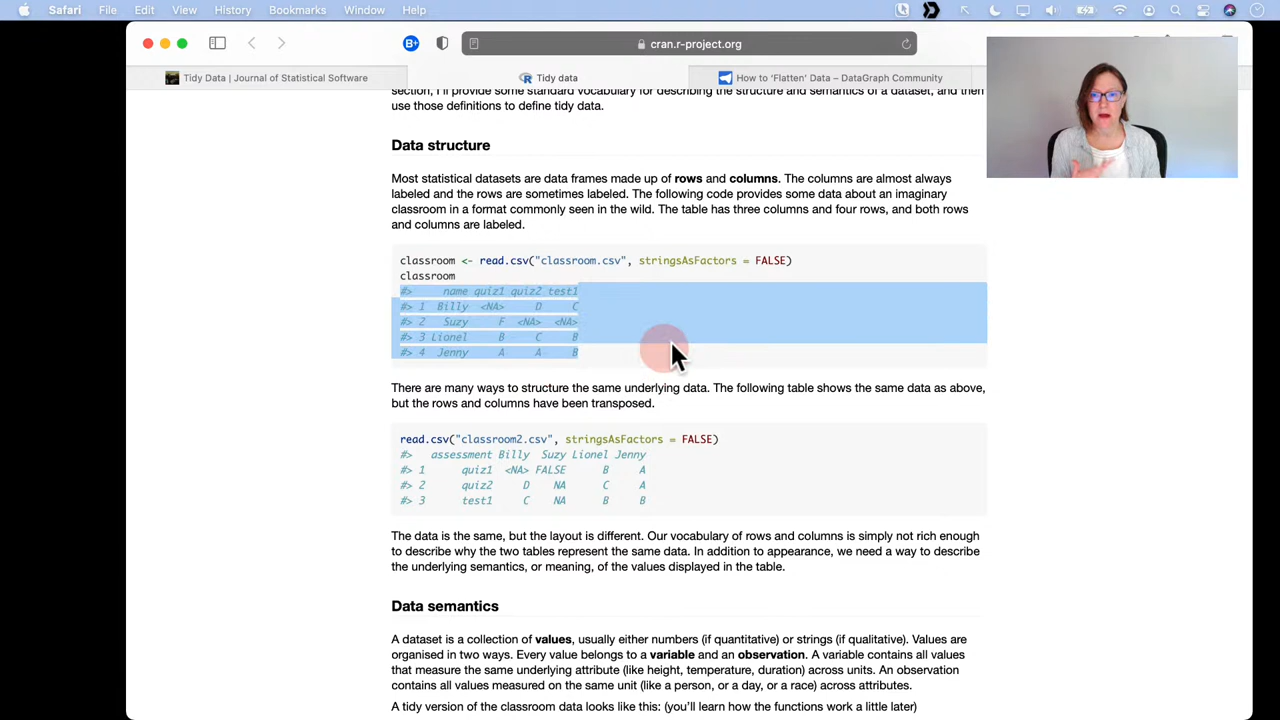 Safari File Edit View History Bookmarks Window Help
B+ cran.r-project.org
Tidy Data | Journal of Statistical Software Tidy data How to 'Flatten' Data – DataGraph Community
section, I'll provide some standard vocabulary for describing the structure and semantics of a dataset, and then
use those definitions to define tidy data.
Data structure
Most statistical datasets are data frames made up of rows and columns. The columns are almost always
labeled and the rows are sometimes labeled. The following code provides some data about an imaginary
classroom in a format commonly seen in the wild. The table has three columns and four rows, and both rows
and columns are labeled.
classroom <- read.csv("classroom.csv", stringsAsFactors = FALSE)
classroom
#> name quiz1 quiz2 test1
#> 1 Billy <NA> D C
#> 2 Suzy F <NA> <NA>
#> 3 Lionel B C B
#> 4 Jenny A A B
There are many ways to structure the same underlying data. The following table shows the same data as above,
but the rows and columns have been transposed.
read.csv("classroom2.csv", stringsAsFactors = FALSE)
#> assessment Billy Suzy Lionel Jenny
#> 1 quiz1 <NA> FALSE B A
#> 2 quiz2 D NA C A
#> 3 test1 C NA B B
The data is the same, but the layout is different. Our vocabulary of rows and columns is simply not rich enough
to describe why the two tables represent the same data. In addition to appearance, we need a way to describe
the underlying semantics, or meaning, of the values displayed in the table.
Data semantics
A dataset is a collection of values, usually either numbers (if quantitative) or strings (if qualitative). Values are
organised in two ways. Every value belongs to a variable and an observation. A variable contains all values
that measure the same underlying attribute (like height, temperature, duration) across units. An observation
contains all values measured on the same unit (like a person, or a day, or a race) across attributes.
A tidy version of the classroom data looks like this: (you'll learn how the functions work a little later)